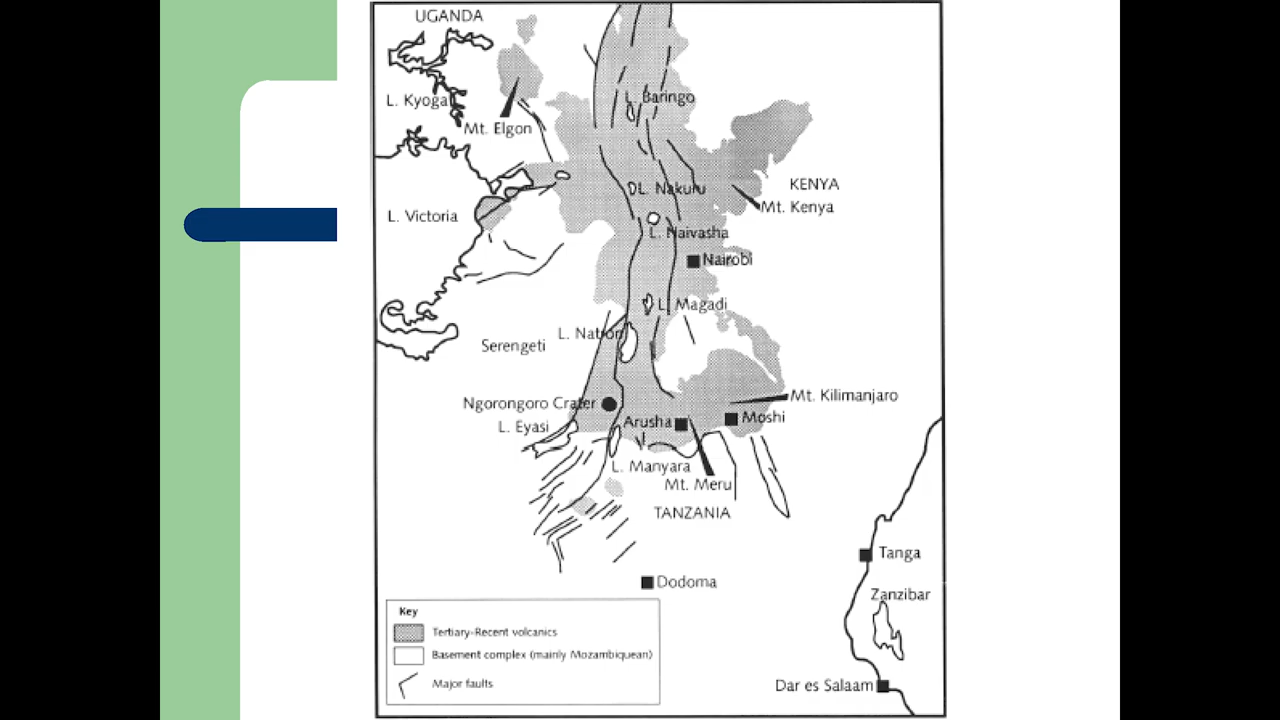 UGANDA
L. Baringo
L. Kyoga
Mt. Elgon
KENYA
L. Nakuru
Mt. Kenya
L. Victoria
L. Naivasha
Nairobi
L. Magadi
L. Natron
Serengeti
Mt. Kilimanjaro
Ngorongoro Crater
Moshi
Arusha
L. Eyasi
L. Manyara
Mt. Meru
TANZANIA
Tanga
Dodoma
Zanzibar
Key
Tertiary-Recent volcanics
Basement complex (mainly Mozambiquean)
Major faults
Dar es Salaam